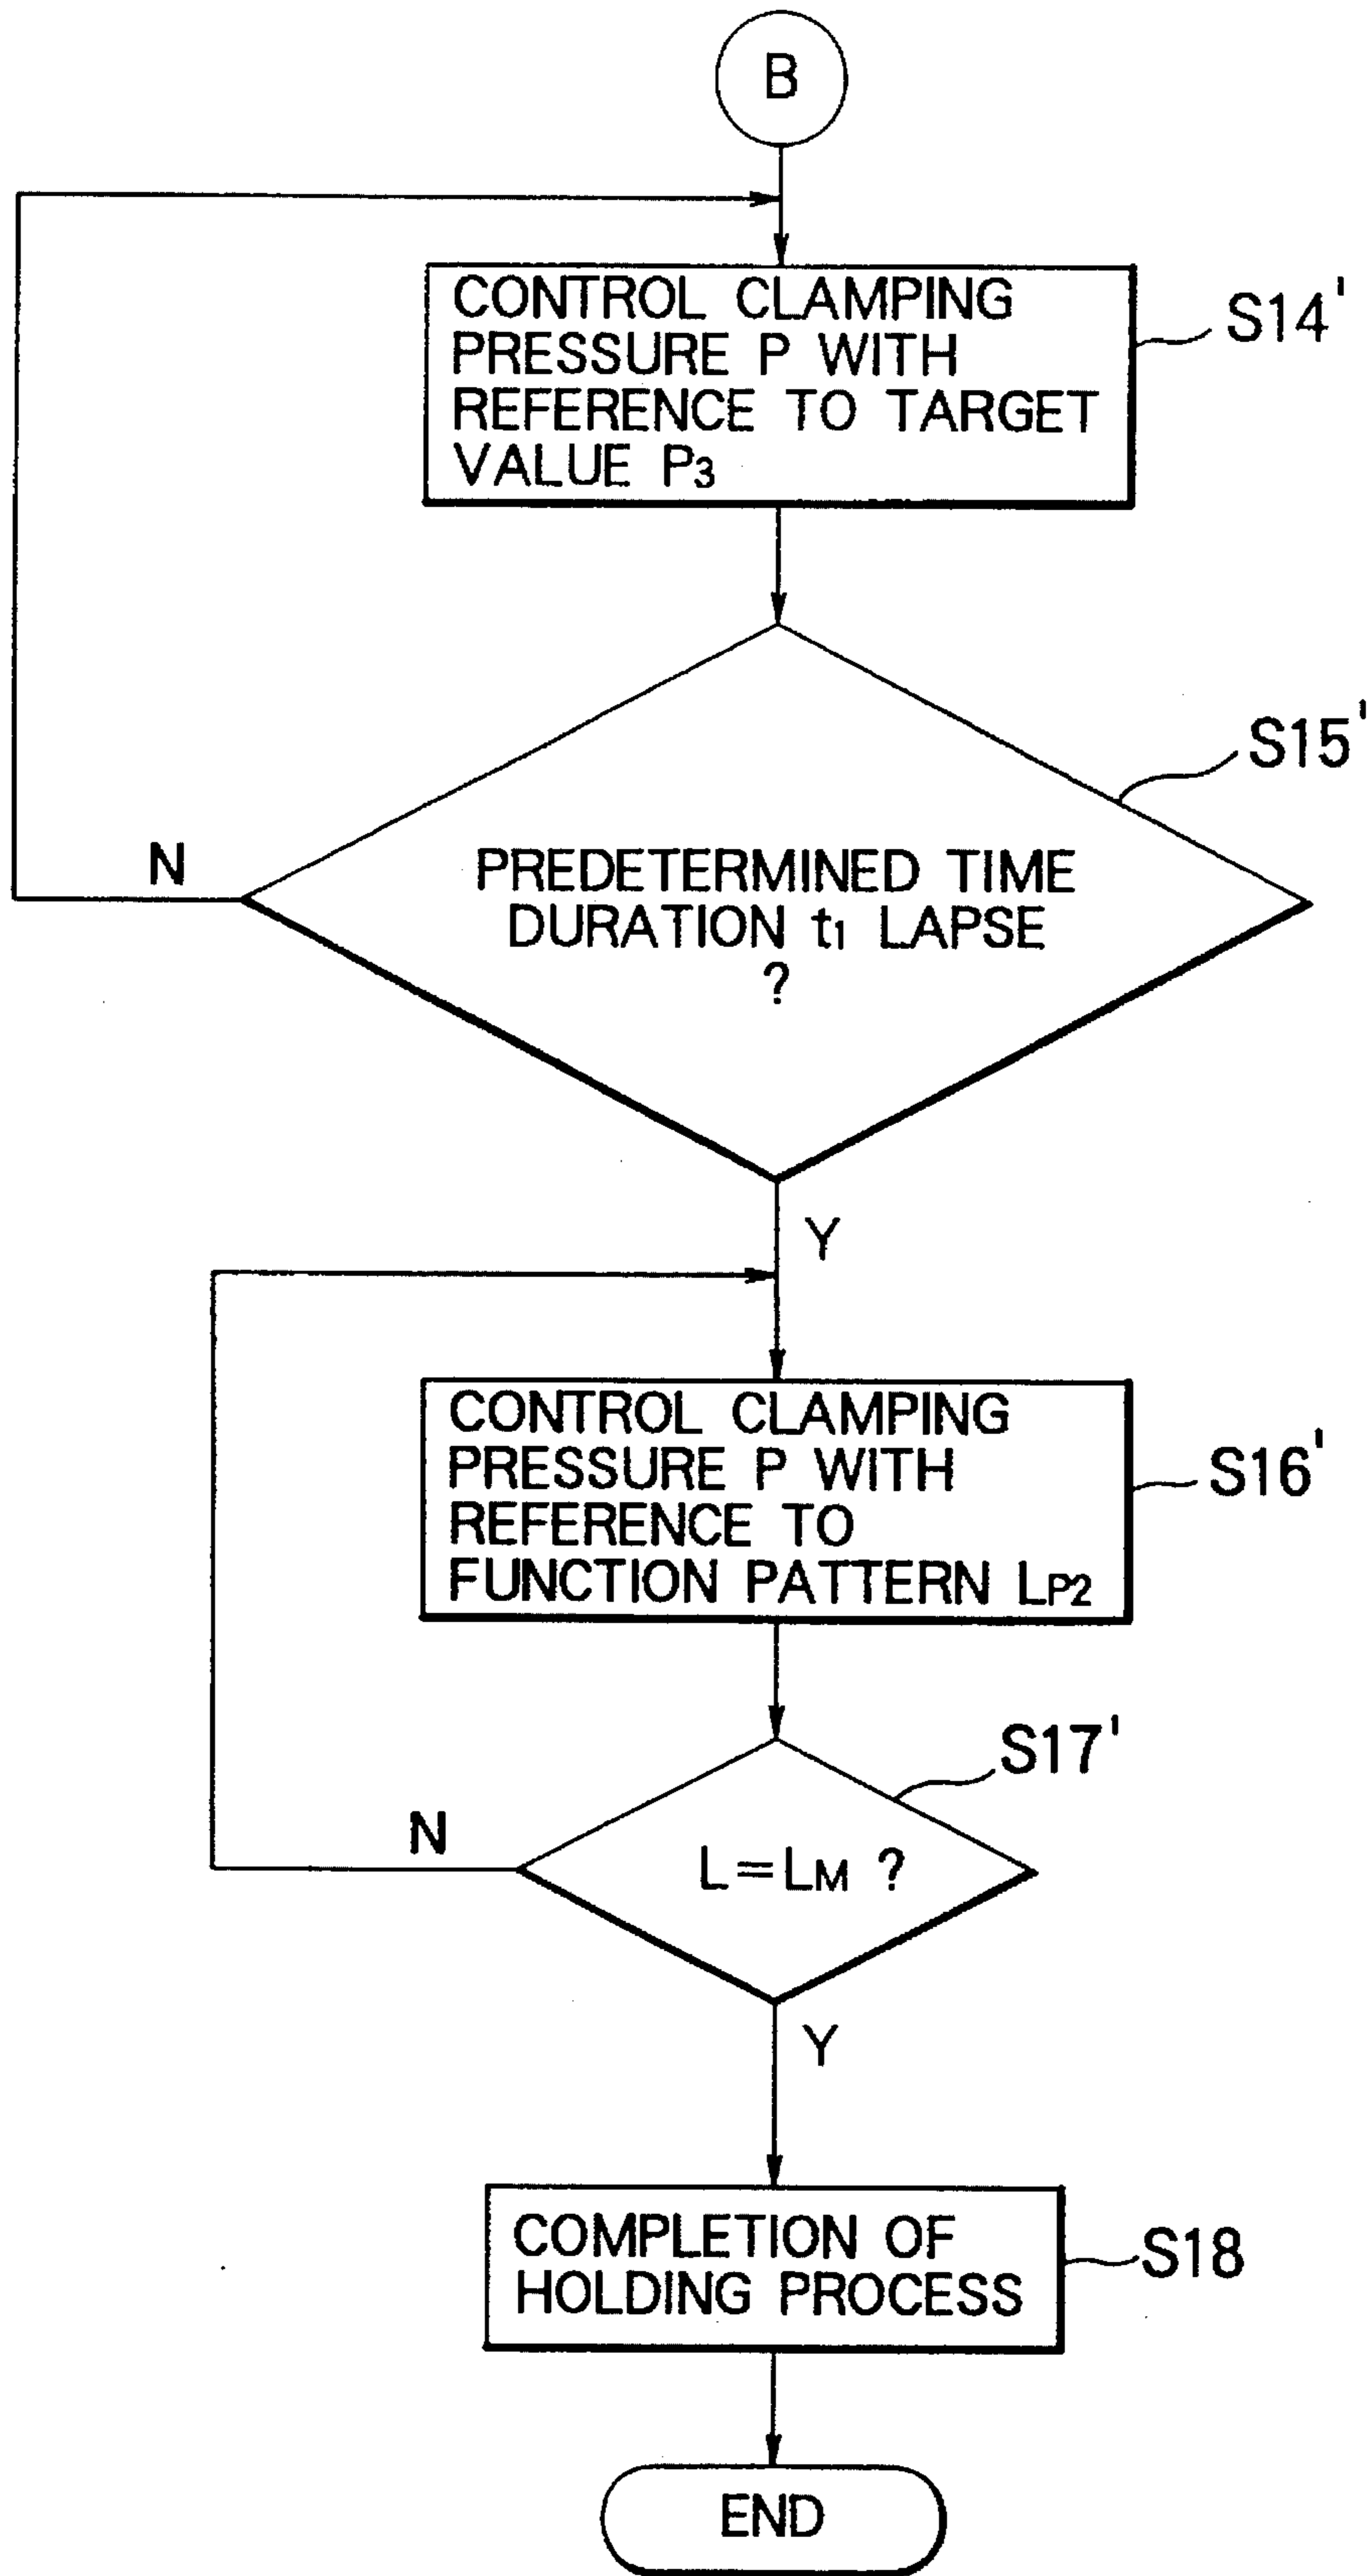 B
CONTROL CLAMPING
PRESSURE P WITH
REFERENCE TO TARGET
VALUE P3
S14'
PREDETERMINED TIME
DURATION t1 LAPSE
?
S15'
N
Y
CONTROL CLAMPING
PRESSURE P WITH
REFERENCE TO
FUNCTION PATTERN LP2
S16'
L=LM ?
S17'
N
Y
COMPLETION OF
HOLDING PROCESS
S18
END